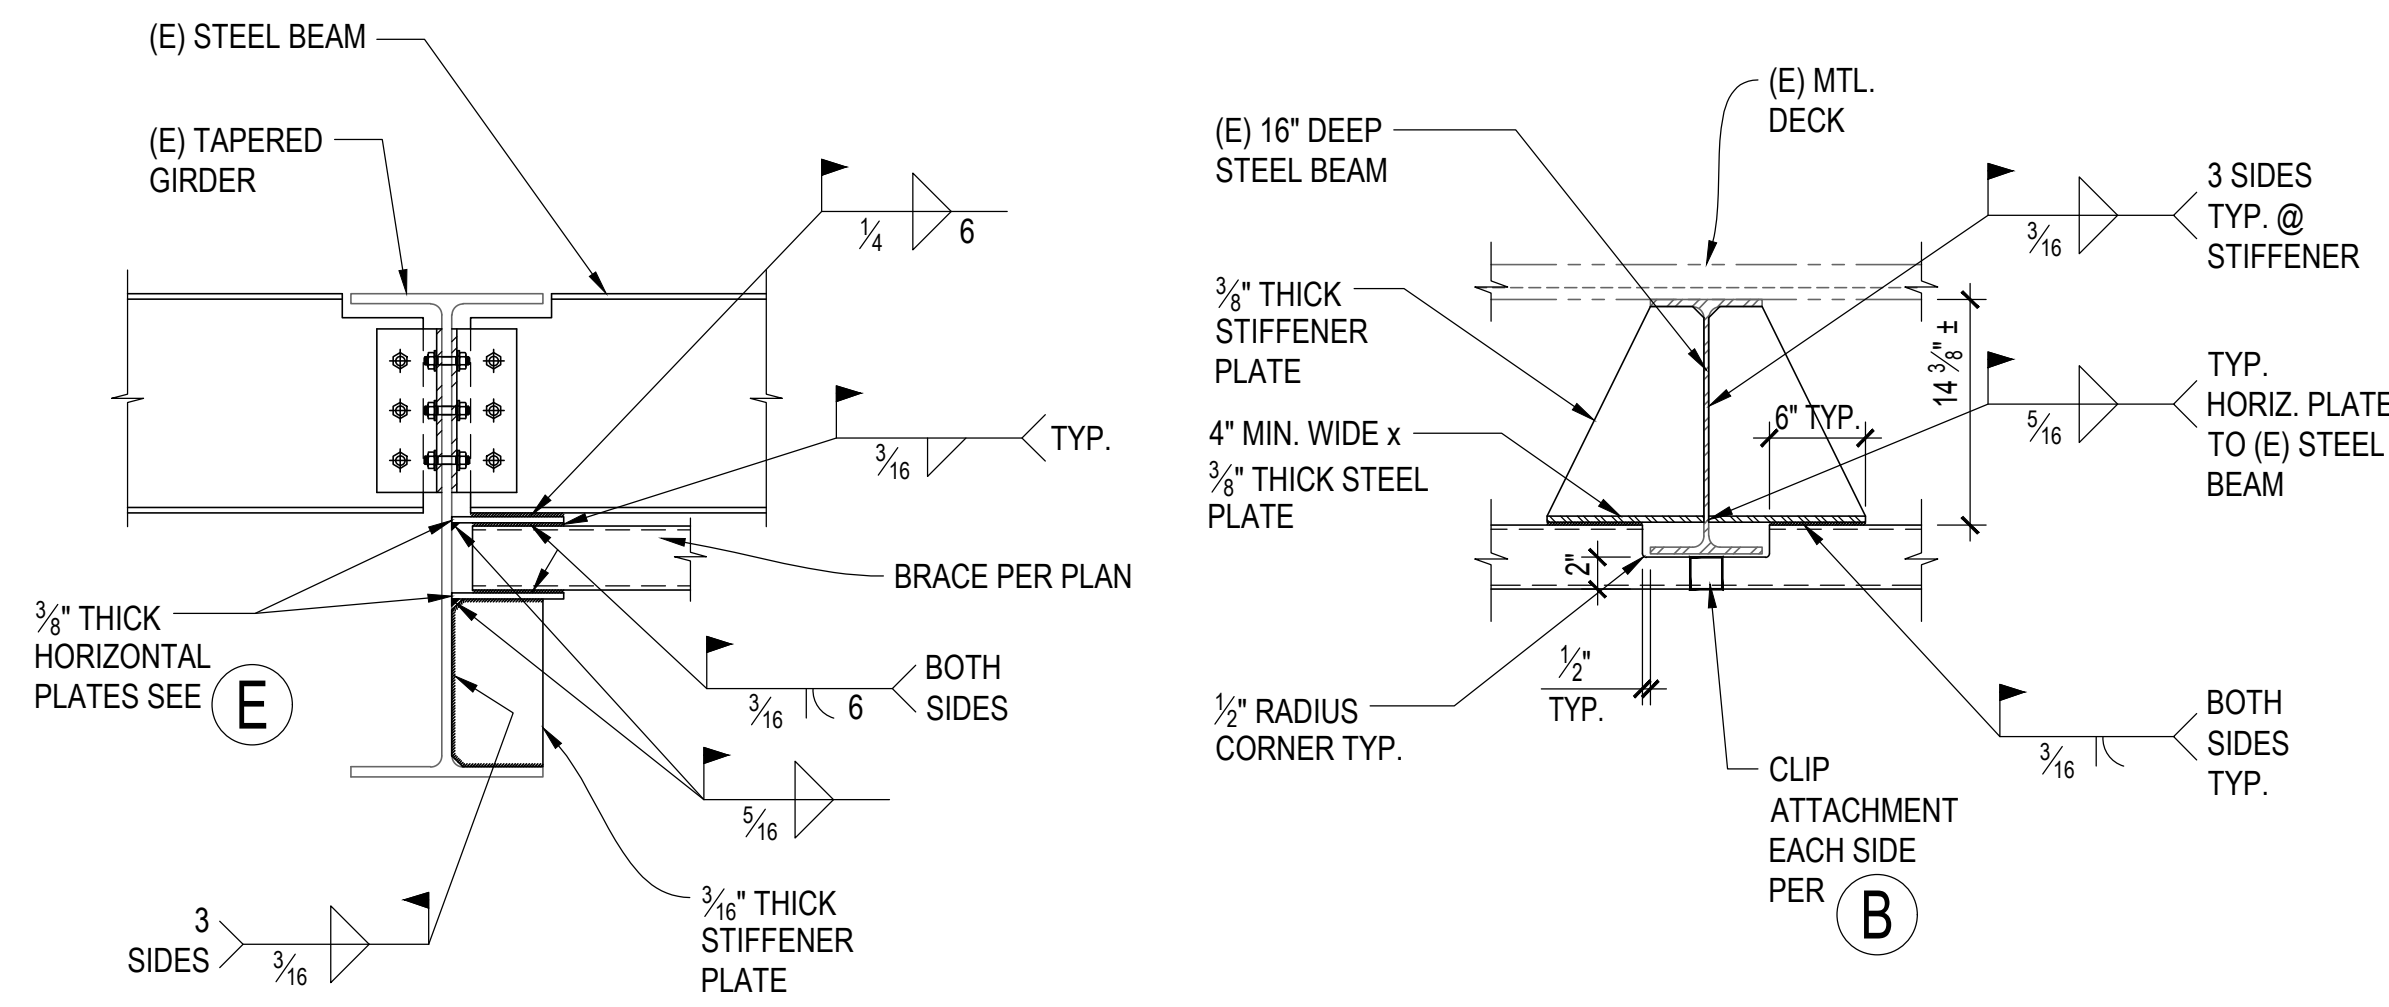 (E) STEEL BEAM
(E) TAPERED
GIRDER
1/4
6
3/16
TYP.
BRACE PER PLAN
3/8" THICK
HORIZONTAL
PLATES SEE
E
3/16
6
BOTH
SIDES
5/16
3/16" THICK
STIFFENER
PLATE
3
SIDES
3/16
(E) MTL.
DECK
(E) 16" DEEP
STEEL BEAM
3/16
3 SIDES
TYP. @
STIFFENER
3/8" THICK
STIFFENER
PLATE
14 3/8" ±
6" TYP.
5/16
TYP.
HORIZ. PLATE
TO (E) STEEL
BEAM
4" MIN. WIDE x
3/8" THICK STEEL
PLATE
2"
1/2"
TYP.
1/2" RADIUS
CORNER TYP.
3/16
BOTH
SIDES
TYP.
CLIP
ATTACHMENT
EACH SIDE
PER
B